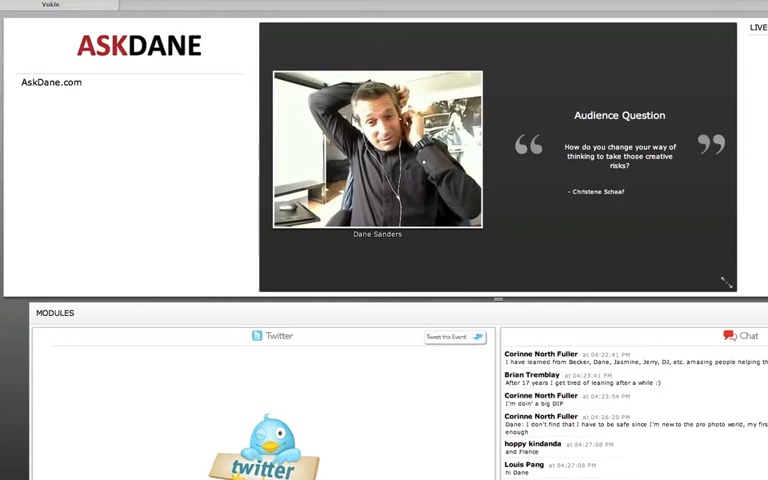 Vokle
ASKDANE
LIVE
AskDane.com
Audience Question
“ How do you change your way of ”
thinking to take those creative
risks?
- Christene Schaaf
Dane Sanders
MODULES
Twitter
Tweet this Event!
Chat
Corinne North Fuller at 04:22:41 PM
I have learned from Becker, Dane, Jasmine, Jerry, DJ, etc. amazing people helping th
Brian Tremblay at 04:23:41 PM
After 17 years I get tired of leaning after a while :)
Corinne North Fuller at 04:23:54 PM
I'm doin' a big DIP
Corinne North Fuller at 04:26:20 PM
Dane: I don't find that I have to be safe since I'm new to the pro photo world, my firs
enough
hoppy kindanda at 04:27:08 PM
and France
Louis Pang at 04:27:06 PM
hi Dane
twitter